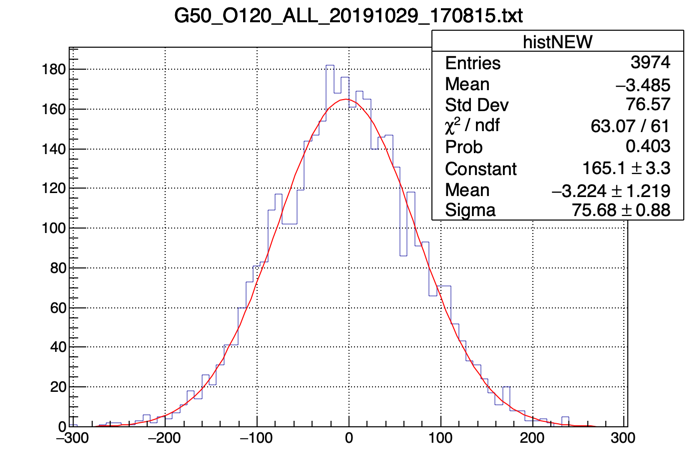 G50_O120_ALL_20191029_170815.txt
histNEW
Entries 3974
Mean −3.485
Std Dev 76.57
χ² / ndf 63.07 / 61
Prob 0.403
Constant 165.1 ± 3.3
Mean −3.224 ± 1.219
Sigma 75.68 ± 0.88
180
160
140
120
100
80
60
40
20
0
−300 −200 −100 0 100 200 300